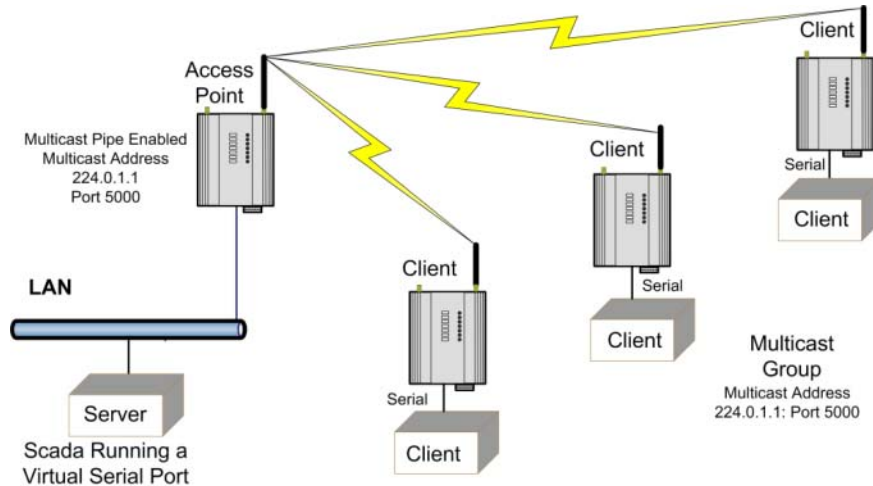 Client
Access
Point
Multicast Pipe Enabled
Multicast Address
224.0.1.1
Port 5000
Client
Serial
Client
Client
Serial
Client
LAN
Client
Serial
Client
Multicast
Group
Multicast Address
224.0.1.1: Port 5000
Server
Scada Running a
Virtual Serial Port